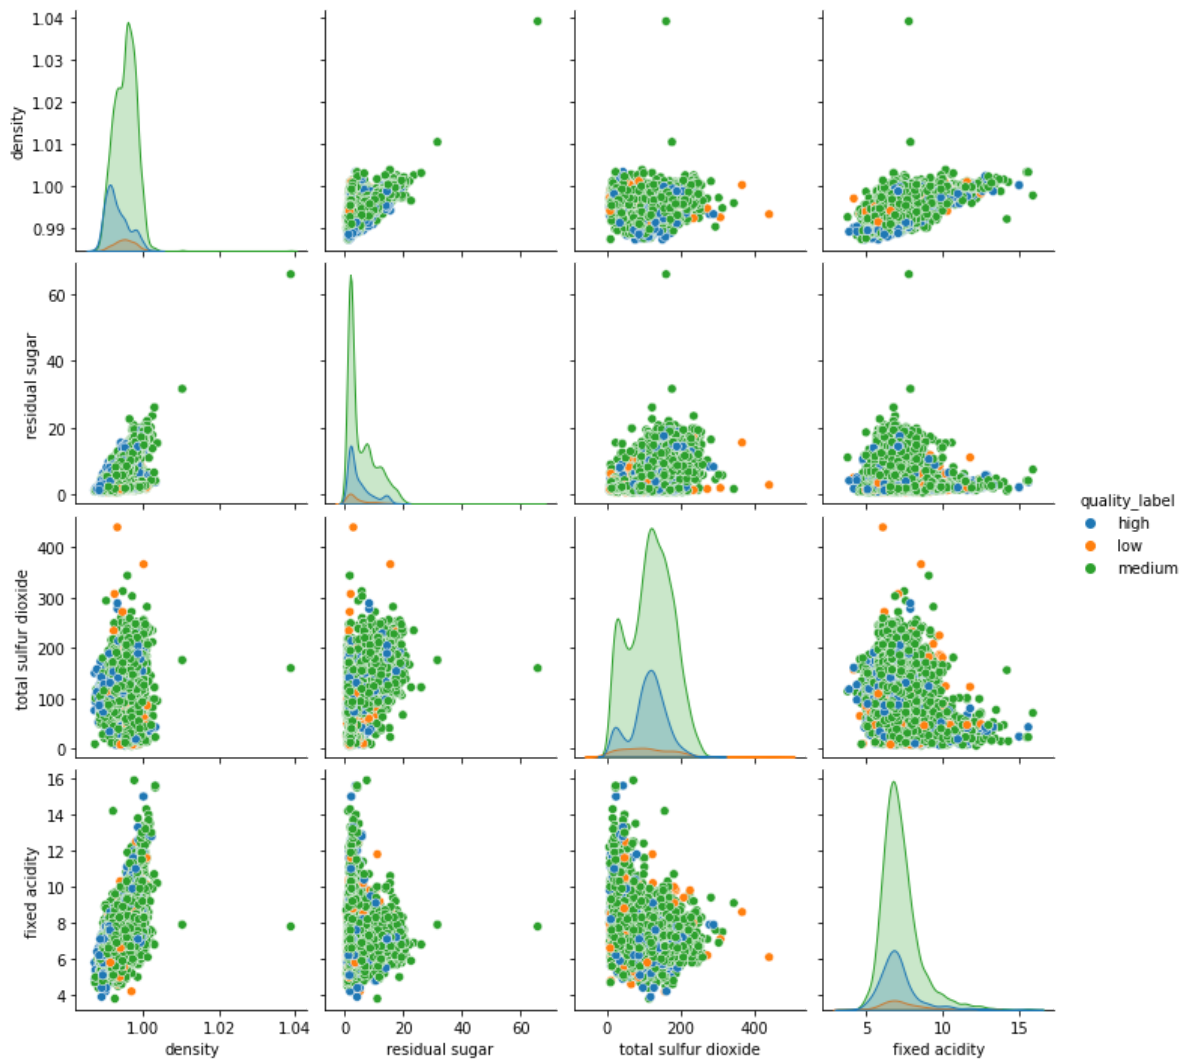 1.04
1.03
1.02
1.01
1.00
0.99
density
60
40
20
0
residual sugar
quality_label
high
low
medium
400
300
200
100
0
total sulfur dioxide
16
14
12
10
8
6
4
fixed acidity
1.00 1.02 1.04 0 20 40 60 0 200 400 5 10 15
density residual sugar total sulfur dioxide fixed acidity